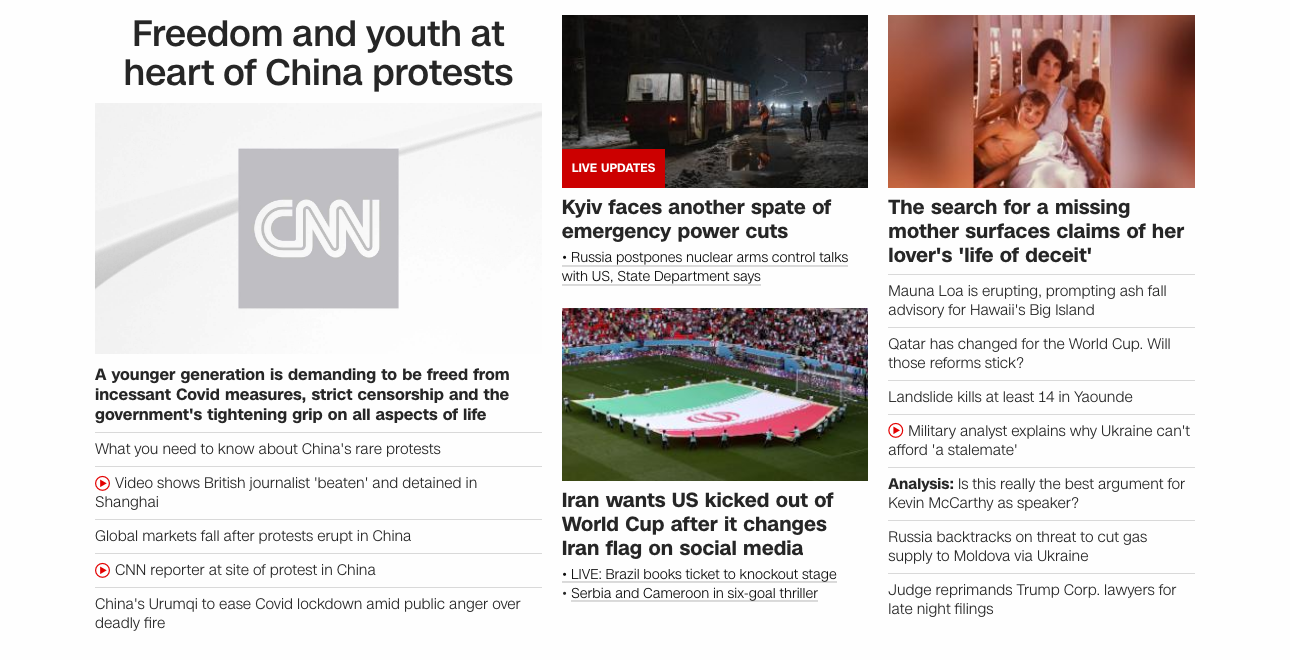 Freedom and youth at
heart of China protests
CNN
A younger generation is demanding to be freed from
incessant Covid measures, strict censorship and the
government's tightening grip on all aspects of life
What you need to know about China's rare protests
Video shows British journalist 'beaten' and detained in
Shanghai
Global markets fall after protests erupt in China
CNN reporter at site of protest in China
China's Urumqi to ease Covid lockdown amid public anger over
deadly fire
LIVE UPDATES
Kyiv faces another spate of
emergency power cuts
• Russia postpones nuclear arms control talks
with US, State Department says
Iran wants US kicked out of
World Cup after it changes
Iran flag on social media
• LIVE: Brazil books ticket to knockout stage
• Serbia and Cameroon in six-goal thriller
The search for a missing
mother surfaces claims of her
lover's 'life of deceit'
Mauna Loa is erupting, prompting ash fall
advisory for Hawaii's Big Island
Qatar has changed for the World Cup. Will
those reforms stick?
Landslide kills at least 14 in Yaounde
Military analyst explains why Ukraine can't
afford 'a stalemate'
Analysis: Is this really the best argument for
Kevin McCarthy as speaker?
Russia backtracks on threat to cut gas
supply to Moldova via Ukraine
Judge reprimands Trump Corp. lawyers for
late night filings